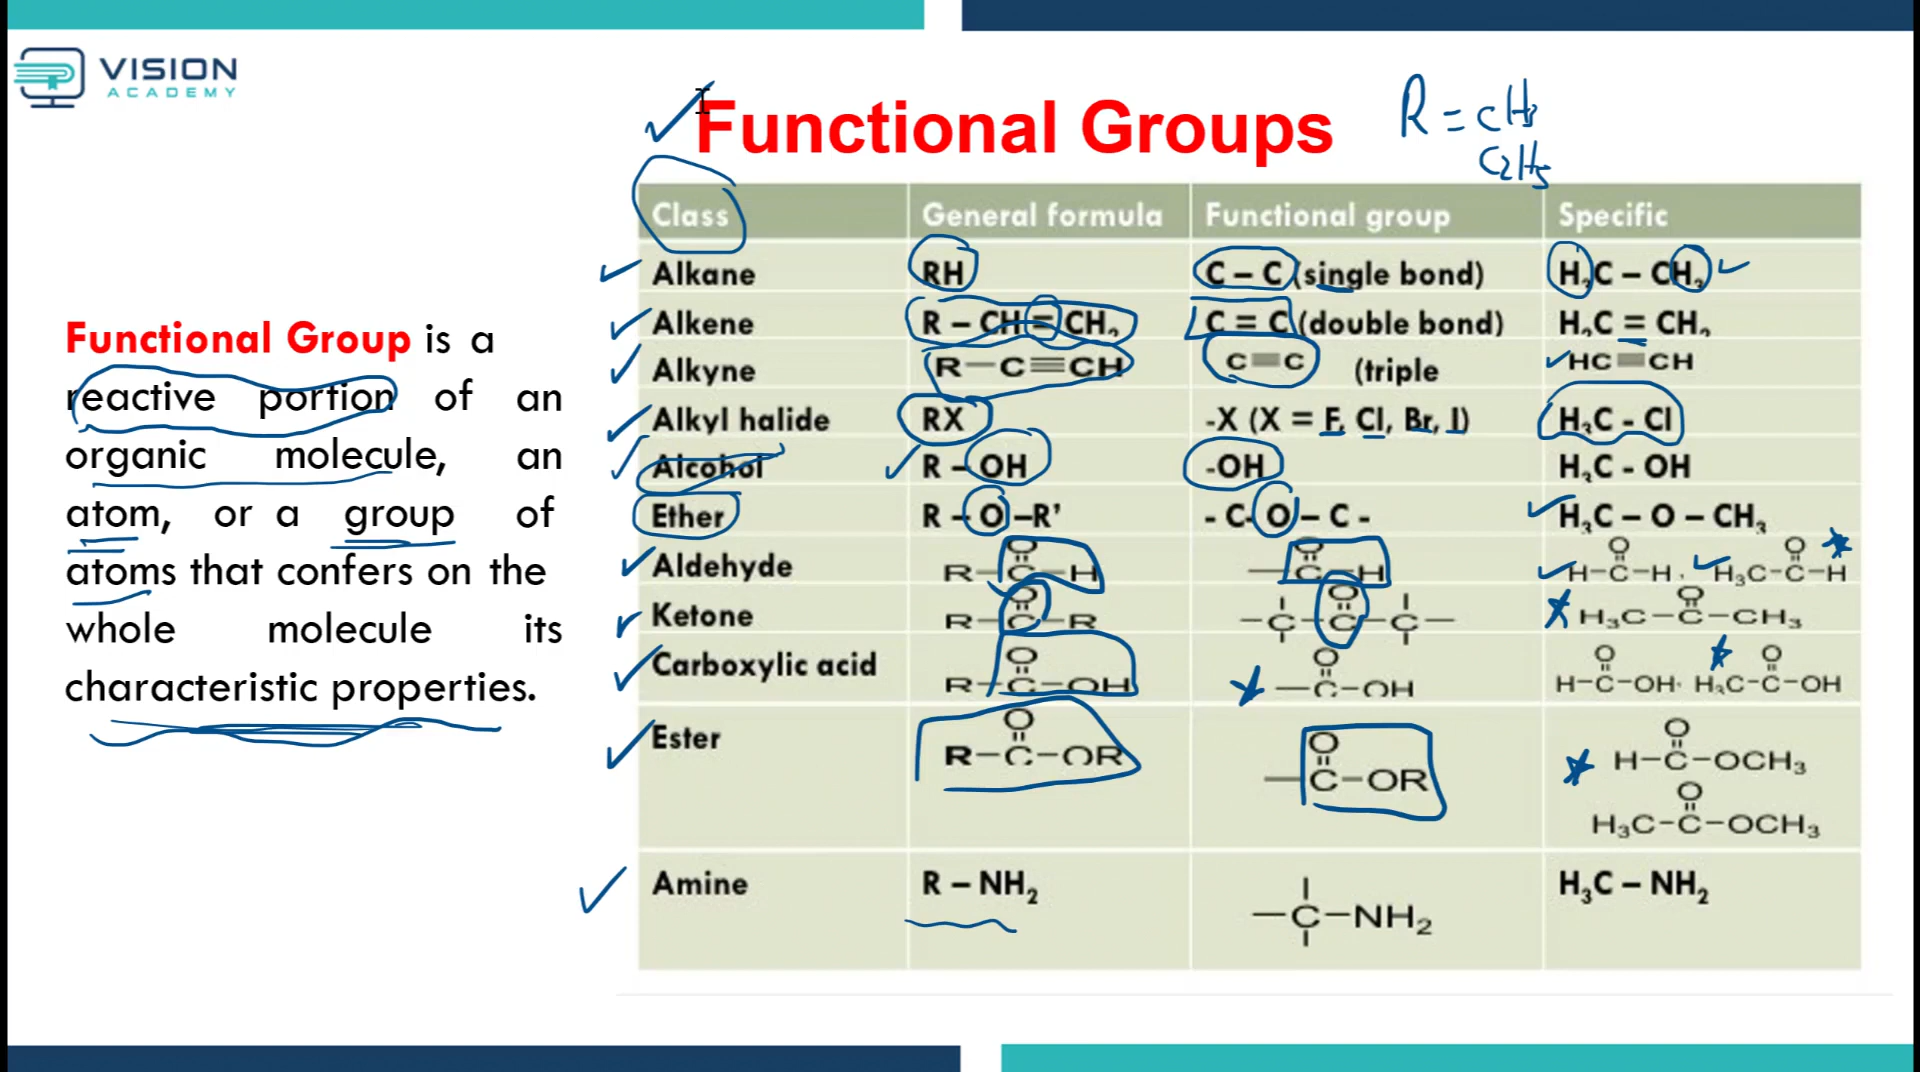 VISION
ACADEMY
Functional Groups
R = CH3
C2H5
Functional Group is a
reactive portion of an
organic molecule, an
atom, or a group of
atoms that confers on the
whole molecule its
characteristic properties.
Class General formula Functional group Specific
Alkane RH C – C (single bond) H3C – CH3
Alkene R – CH = CH2 C = C (double bond) H2C = CH2
Alkyne R−C≡CH C≡C (triple HC≡CH
Alkyl halide RX -X (X = F, Cl, Br, I) H3C - Cl
Alcohol R – OH -OH H3C - OH
Ether R – O –R' - C- O – C - H3C – O – CH3
O O O O
Aldehyde R−C−H −C−H H−C−H , H3C−C−H
O O O
Ketone R−C−R −C−C−C− H3C−C−CH3
O O O O
Carboxylic acid R−C−OH −C−OH H−C−OH, H3C−C−OH
O O O
Ester R−C−OR −C−OR H−C−OCH3
O
H3C−C−OCH3
Amine R – NH2 −C−NH2 H3C – NH2